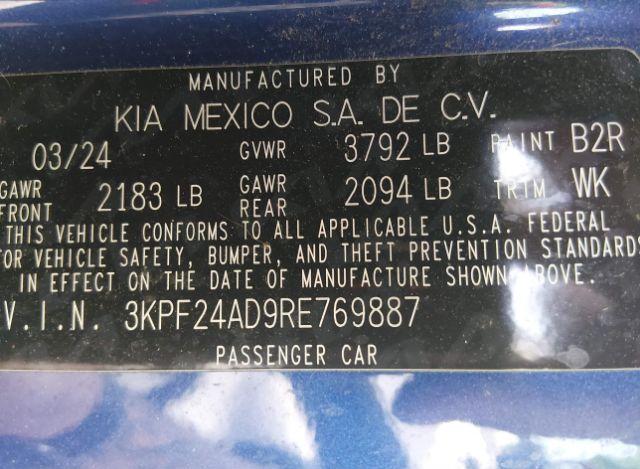 MANUFACTURED BY
KIA MEXICO S.A. DE C.V.
03/24 GVWR 3792 LB PAINT B2R
GAWR FRONT 2183 LB GAWR REAR 2094 LB TRIM WK
THIS VEHICLE CONFORMS TO ALL APPLICABLE U.S.A. FEDERAL
OR VEHICLE SAFETY, BUMPER, AND THEFT PREVENTION STANDARDS
IN EFFECT ON THE DATE OF MANUFACTURE SHOWN ABOVE.
V.I.N. 3KPF24AD9RE769887
PASSENGER CAR